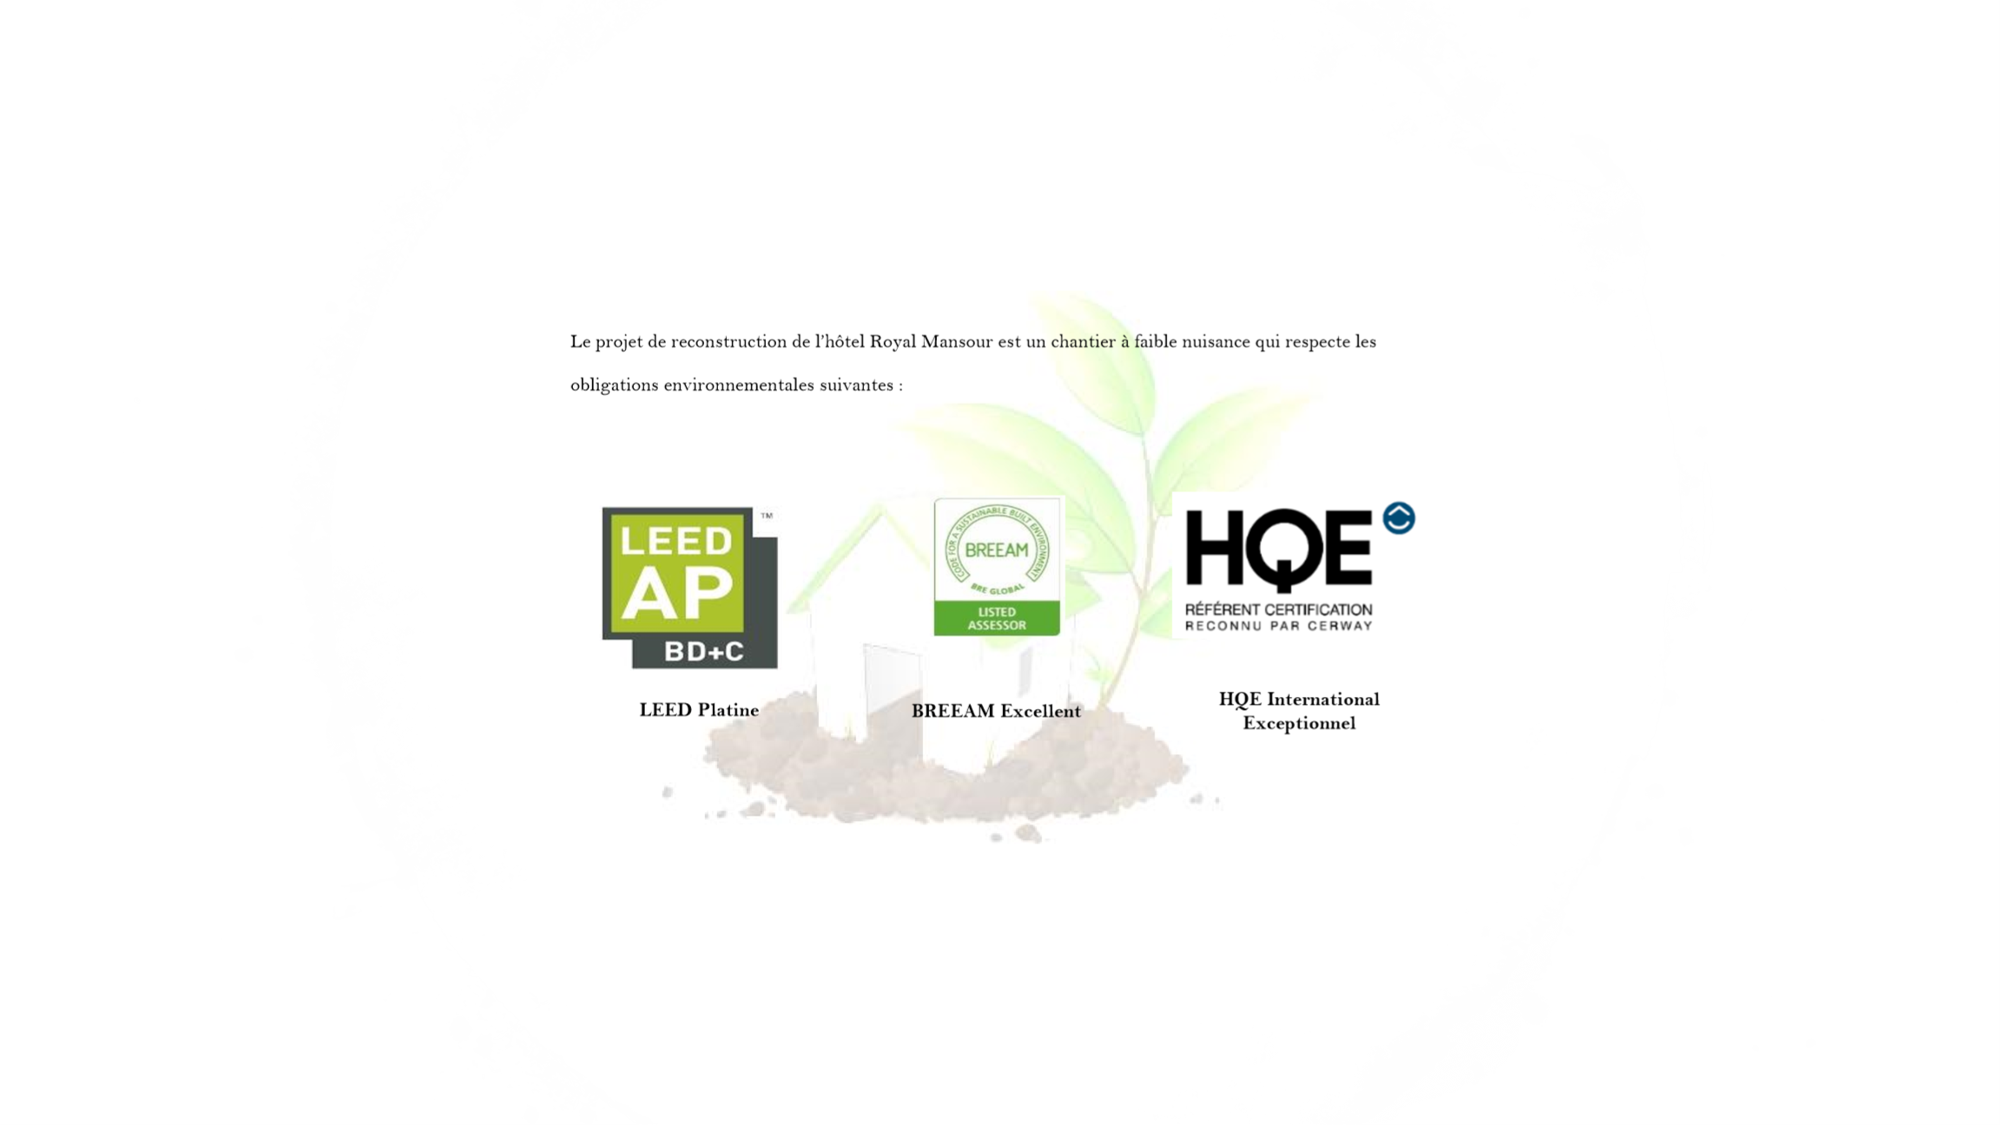 Le projet de reconstruction de l’hôtel Royal Mansour est un chantier à faible nuisance qui respecte les
obligations environnementales suivantes :
LEED
AP
BD+C
TM
CODE FOR A SUSTAINABLE BUILT ENVIRONMENT
BREEAM
BRE GLOBAL
LISTED
ASSESSOR
HQE
RÉFÉRENT CERTIFICATION
RECONNU PAR CERWAY
LEED Platine
BREEAM Excellent
HQE International
Exceptionnel